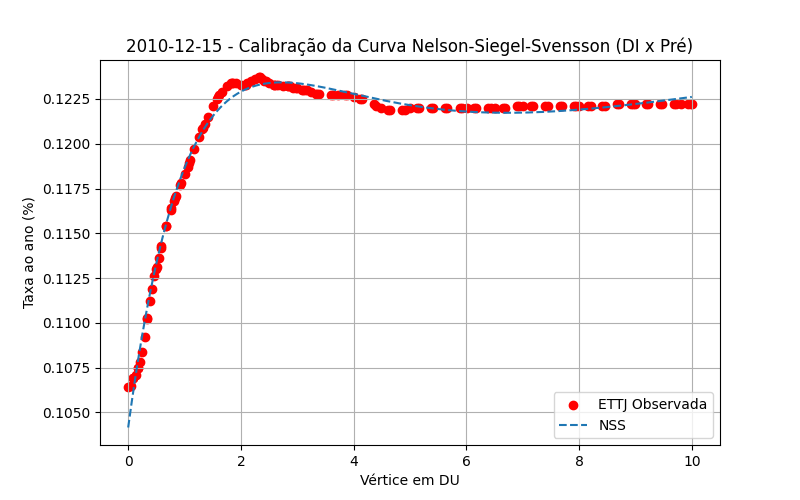 2010-12-15 - Calibração da Curva Nelson-Siegel-Svensson (DI x Pré)
Taxa ao ano (%)
0.1225
0.1200
0.1175
0.1150
0.1125
0.1100
0.1075
0.1050
ETTJ Observada
NSS
0 2 4 6 8 10
Vértice em DU